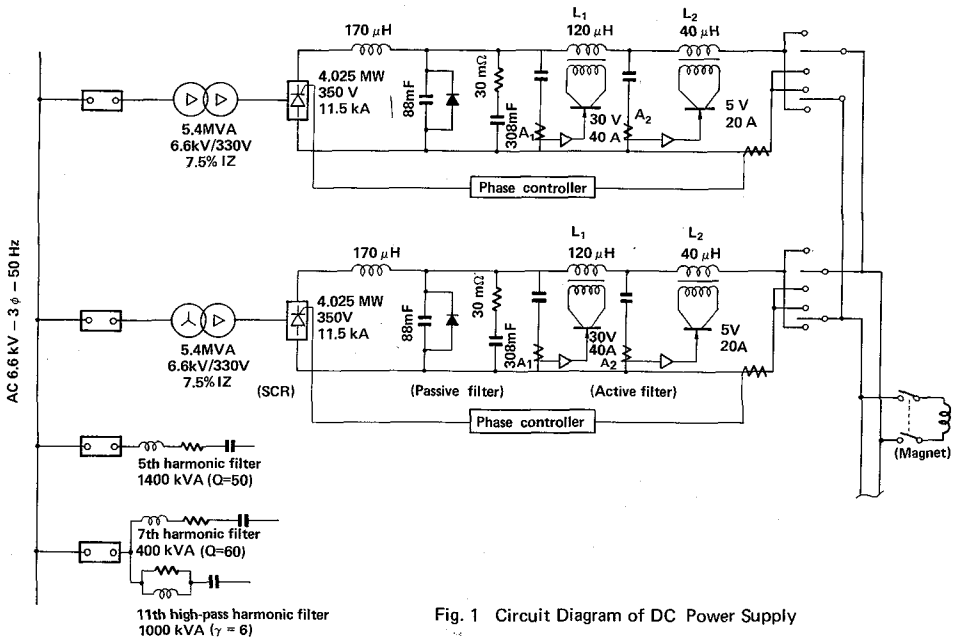 L₁
L₂
170 μH
120 μH
40 μH
4.025 MW
350 V
11.5 kA
88mF
30 mΩ
308mF
A₁
30 V
40 A
A₂
5 V
20 A
5.4MVA
6.6kV/330V
7.5% IZ
Phase controller
AC 6.6 kV – 3 φ – 50 Hz
L₁
L₂
170 μH
120 μH
40 μH
4.025 MW
350V
11.5 kA
88mF
30 mΩ
308mF
A₁
30V
40A
A₂
5V
20A
5.4MVA
6.6kV/330V
7.5% IZ
(SCR)
(Passive filter)
(Active filter)
Phase controller
(Magnet)
5th harmonic filter
1400 kVA (Q=50)
7th harmonic filter
400 kVA (Q=60)
11th high-pass harmonic filter
1000 kVA (γ = 6)
Fig. 1 Circuit Diagram of DC Power Supply